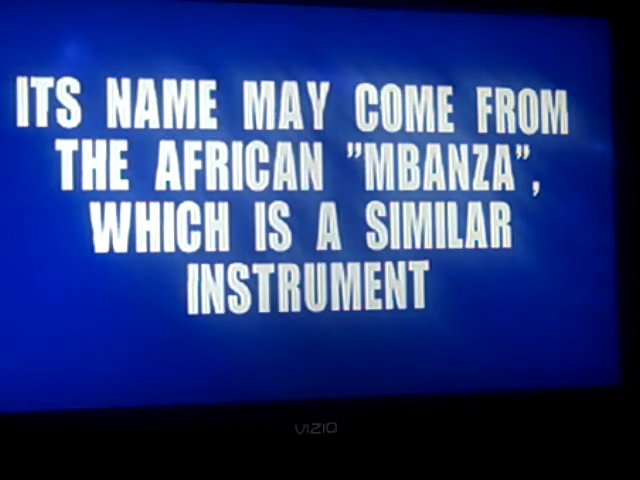 ITS NAME MAY COME FROM
THE AFRICAN "MBANZA",
WHICH IS A SIMILAR
INSTRUMENT
VIZIO